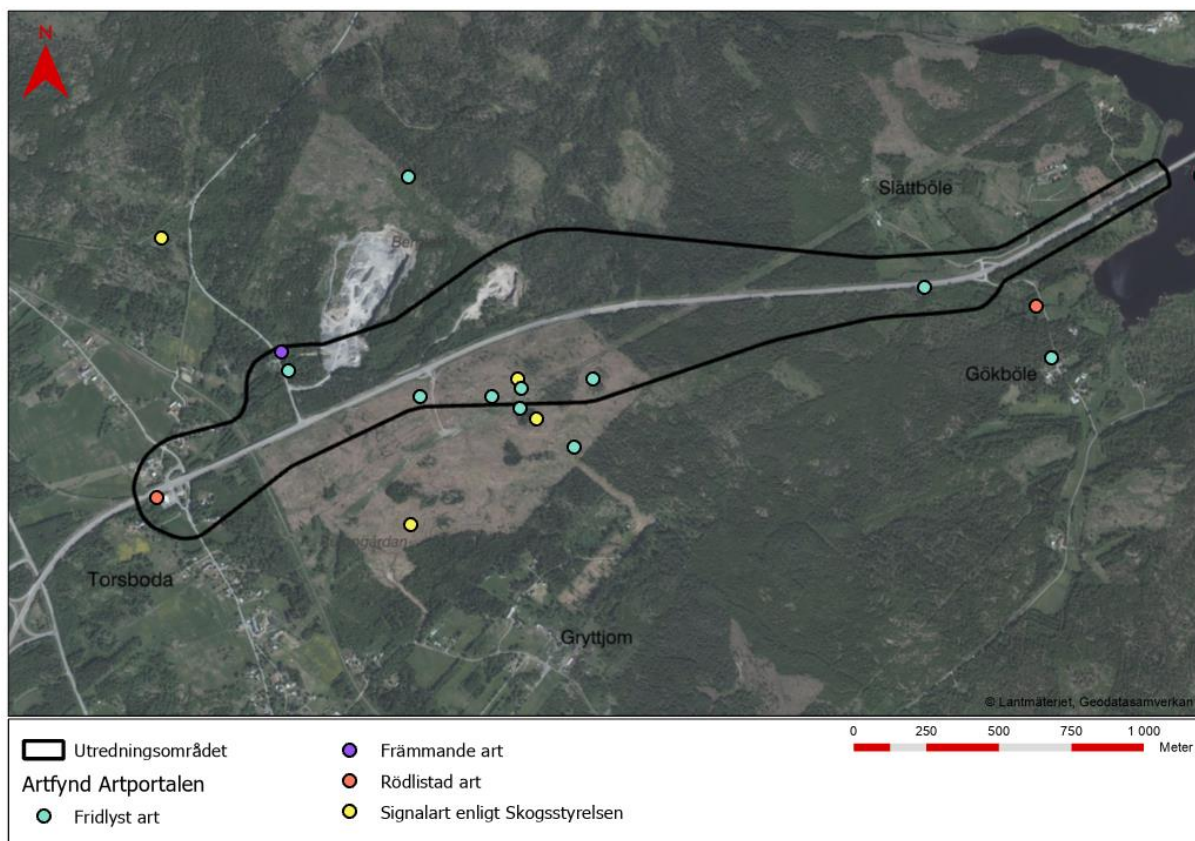 N
Slättböle
Gökböle
Torsboda
Gryttjom
© Lantmäteriet, Geodatasamverkan
Utredningsområdet
Artfynd Artportalen
Fridlyst art
Främmande art
Rödlistad art
Signalart enligt Skogsstyrelsen
0 250 500 750 1 000
Meter